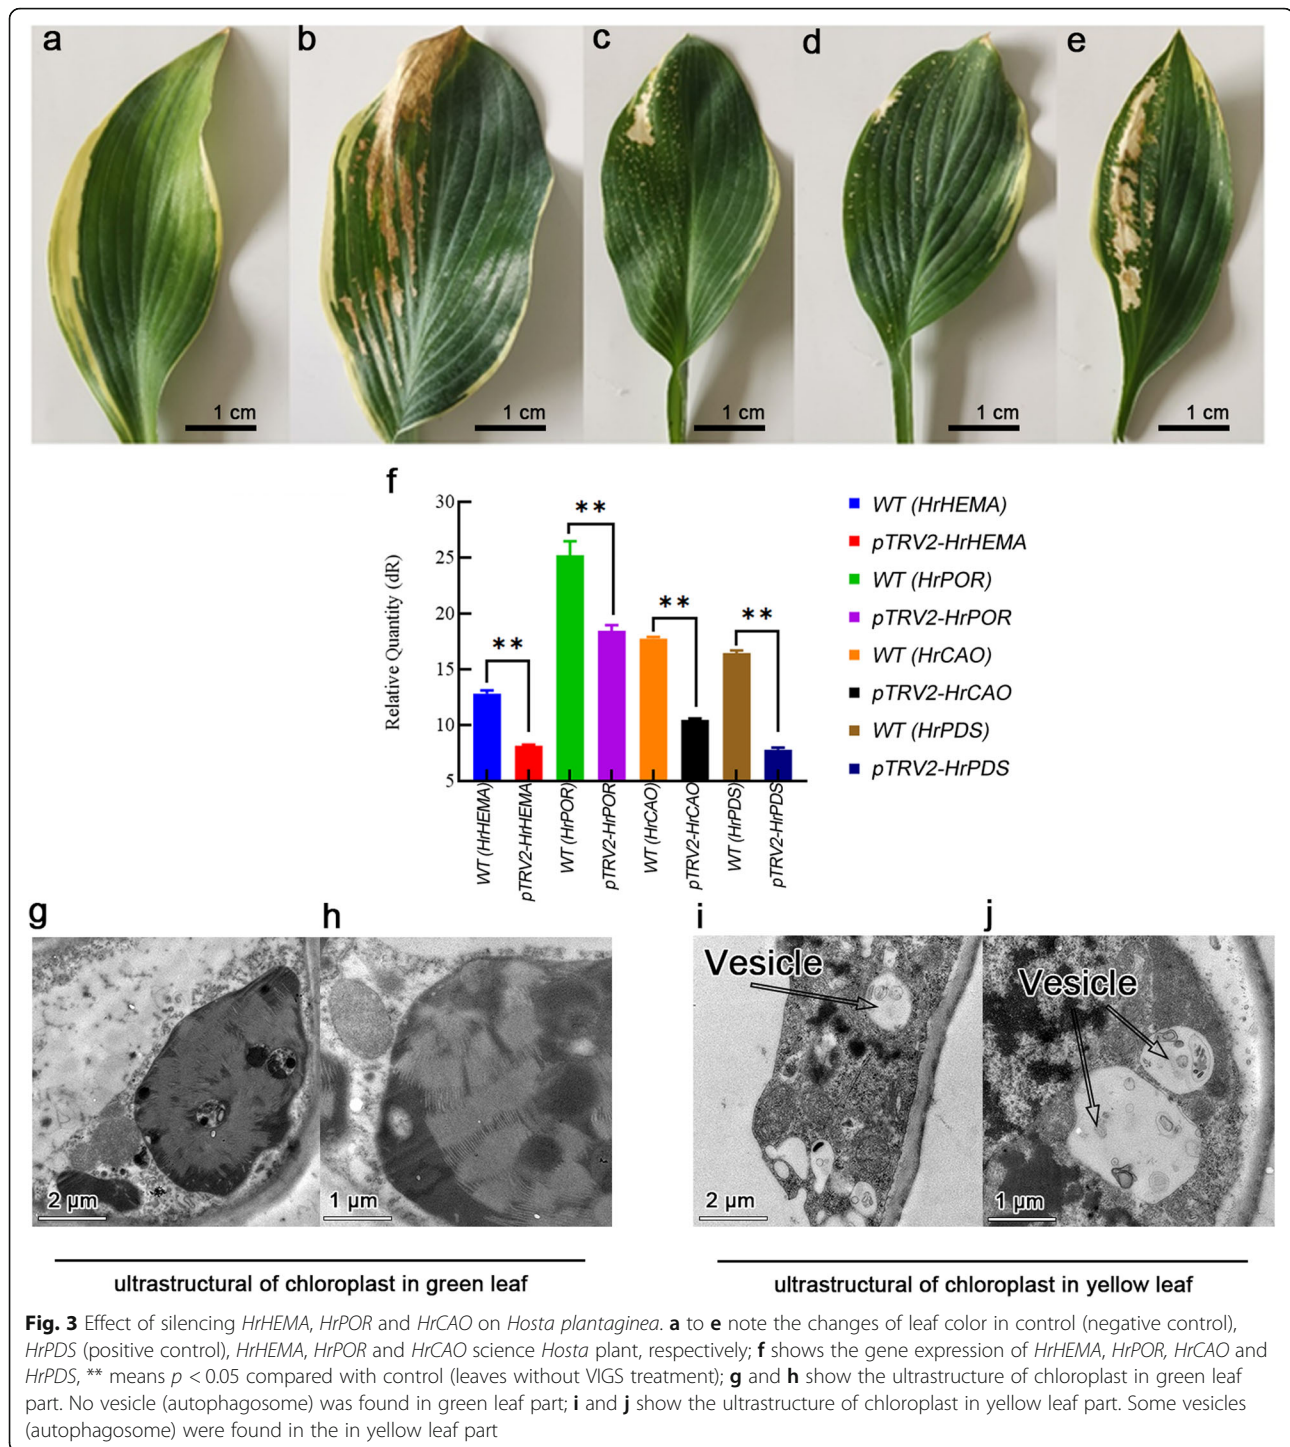 a
b
c
d
e
1 cm
1 cm
1 cm
1 cm
1 cm
f
Relative Quantity (dR)
30
25
20
15
10
5
**
**
**
**
WT (HrHEMA)
pTRV2-HrHEMA
WT (HrPOR)
pTRV2-HrPOR
WT (HrCAO)
pTRV2-HrCAO
WT (HrPDS)
pTRV2-HrPDS
WT (HrHEMA)
pTRV2-HrHEMA
WT (HrPOR)
pTRV2-HrPOR
WT (HrCAO)
pTRV2-HrCAO
WT (HrPDS)
pTRV2-HrPDS
g
h
i
j
Vesicle
Vesicle
2 μm
1 μm
2 μm
1 μm
ultrastructural of chloroplast in green leaf
ultrastructural of chloroplast in yellow leaf
Fig. 3 Effect of silencing HrHEMA, HrPOR and HrCAO on Hosta plantaginea. a to e note the changes of leaf color in control (negative control),
HrPDS (positive control), HrHEMA, HrPOR and HrCAO science Hosta plant, respectively; f shows the gene expression of HrHEMA, HrPOR, HrCAO and
HrPDS, ** means p < 0.05 compared with control (leaves without VIGS treatment); g and h show the ultrastructure of chloroplast in green leaf
part. No vesicle (autophagosome) was found in green leaf part; i and j show the ultrastructure of chloroplast in yellow leaf part. Some vesicles
(autophagosome) were found in the in yellow leaf part